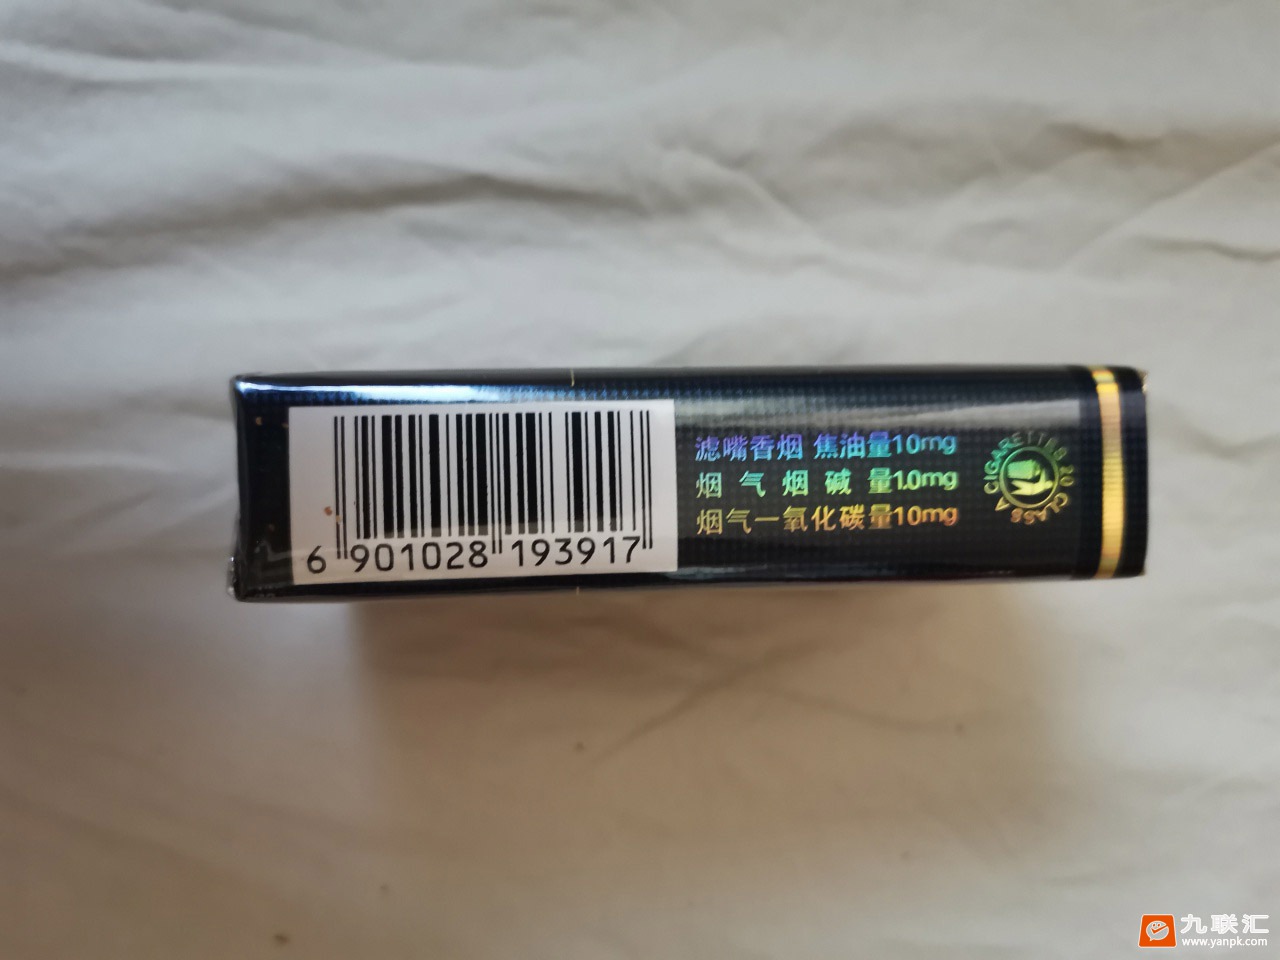 滤嘴香烟 焦油量10mg
烟气烟碱量1.0mg
烟气一氧化碳量10mg
CIGARETTES 20 CLASS A
6 901028 193917
九联汇
www.yanpk.com